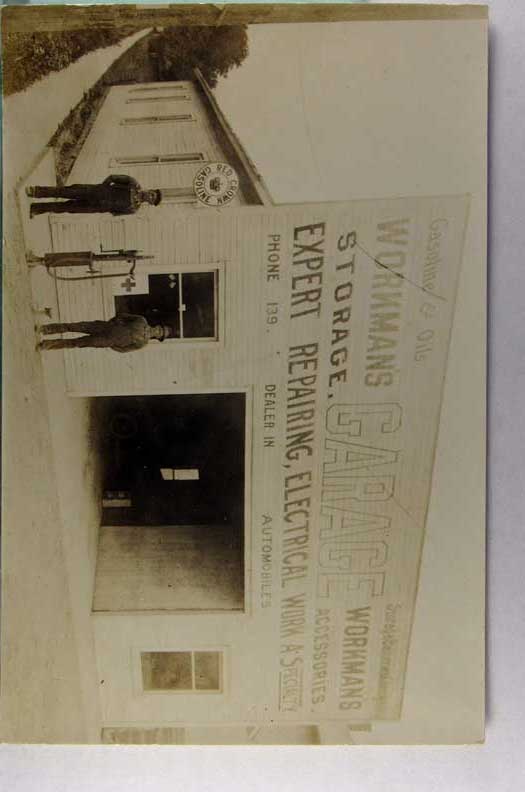 Gasoline & Oils
WORKMANS GARAGE WORKMANS
STORAGE. ACCESSORIES.
EXPERT REPAIRING, ELECTRICAL WORK A SPECIALTY
PHONE 139. DEALER IN AUTOMOBILES
RED CROWN
GASOLINE